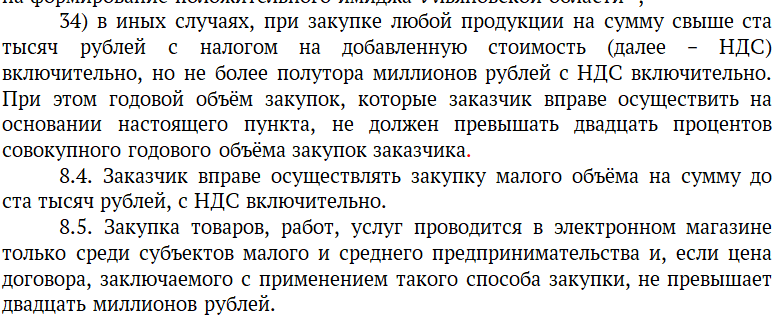 на формирование положительного имиджа Ульяновской области";
34) в иных случаях, при закупке любой продукции на сумму свыше ста
тысяч рублей с налогом на добавленную стоимость (далее – НДС)
включительно, но не более полутора миллионов рублей с НДС включительно.
При этом годовой объём закупок, которые заказчик вправе осуществить на
основании настоящего пункта, не должен превышать двадцать процентов
совокупного годового объёма закупок заказчика.
8.4. Заказчик вправе осуществлять закупку малого объёма на сумму до
ста тысяч рублей, с НДС включительно.
8.5. Закупка товаров, работ, услуг проводится в электронном магазине
только среди субъектов малого и среднего предпринимательства и, если цена
договора, заключаемого с применением такого способа закупки, не превышает
двадцать миллионов рублей.